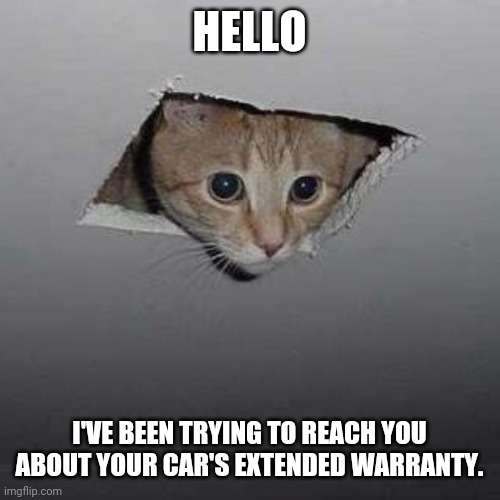 HELLO
I'VE BEEN TRYING TO REACH YOU
ABOUT YOUR CAR'S EXTENDED WARRANTY.
imgflip.com